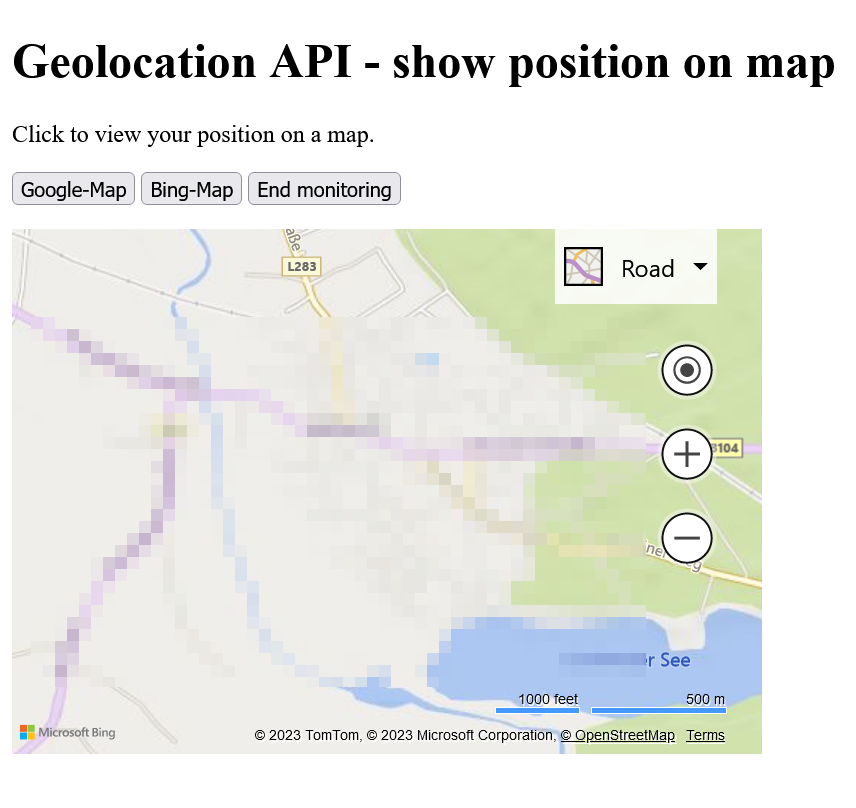 Geolocation API - show position on map
Click to view your position on a map.
Google-Map Bing-Map End monitoring
L283
Road
B104
See
1000 feet 500 m
Microsoft Bing
© 2023 TomTom, © 2023 Microsoft Corporation, © OpenStreetMap Terms